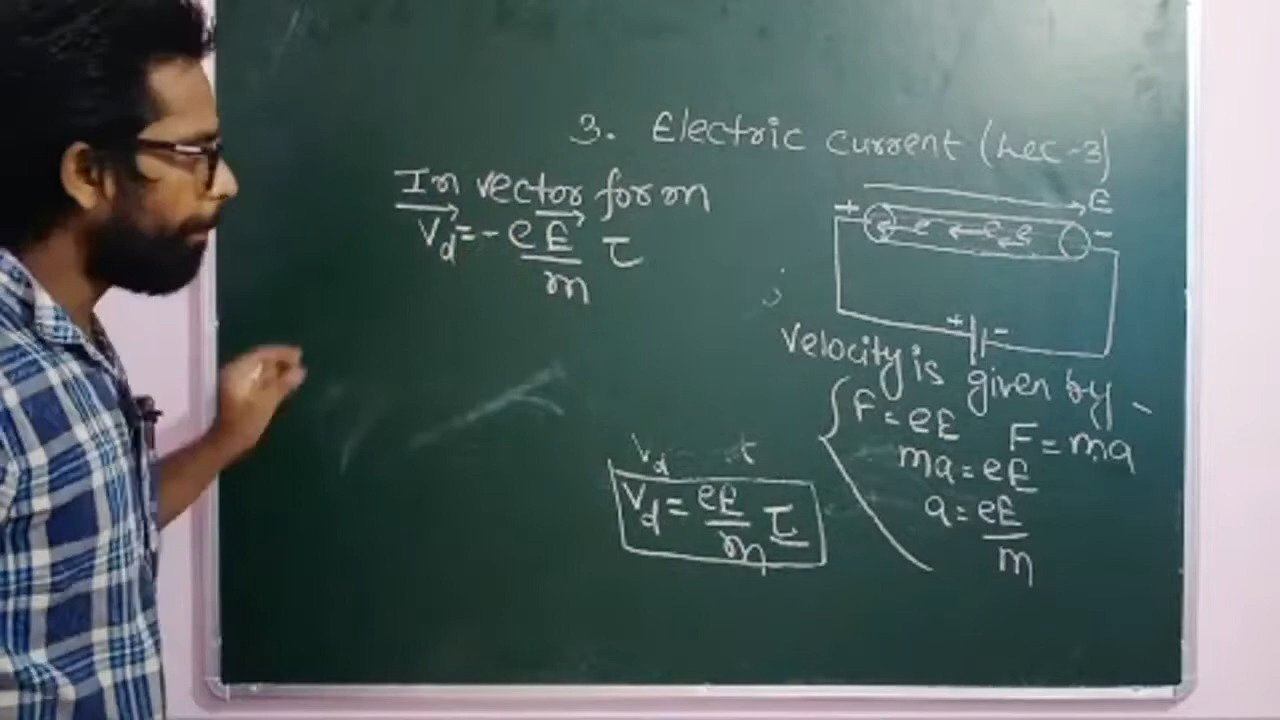 3. Electric current (Lec-3)
In vector form
V⃗d = - eE⃗/m τ
+ E
e e e -
+ -
Velocity is given by -
F = eE F = ma
ma = eE
a = eE/m
Vd t
Vd = eE/m τ